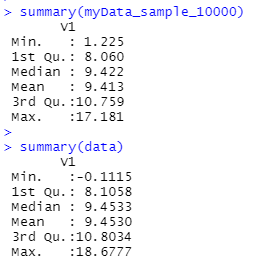 > summary(myData_sample_10000)
v1
Min. : 1.225
1st Qu.: 8.060
Median : 9.422
Mean : 9.413
3rd Qu.:10.759
Max. :17.181
>
> summary(data)
v1
Min. :-0.1115
1st Qu.: 8.1058
Median : 9.4533
Mean : 9.4530
3rd Qu.:10.8034
Max. :18.6777